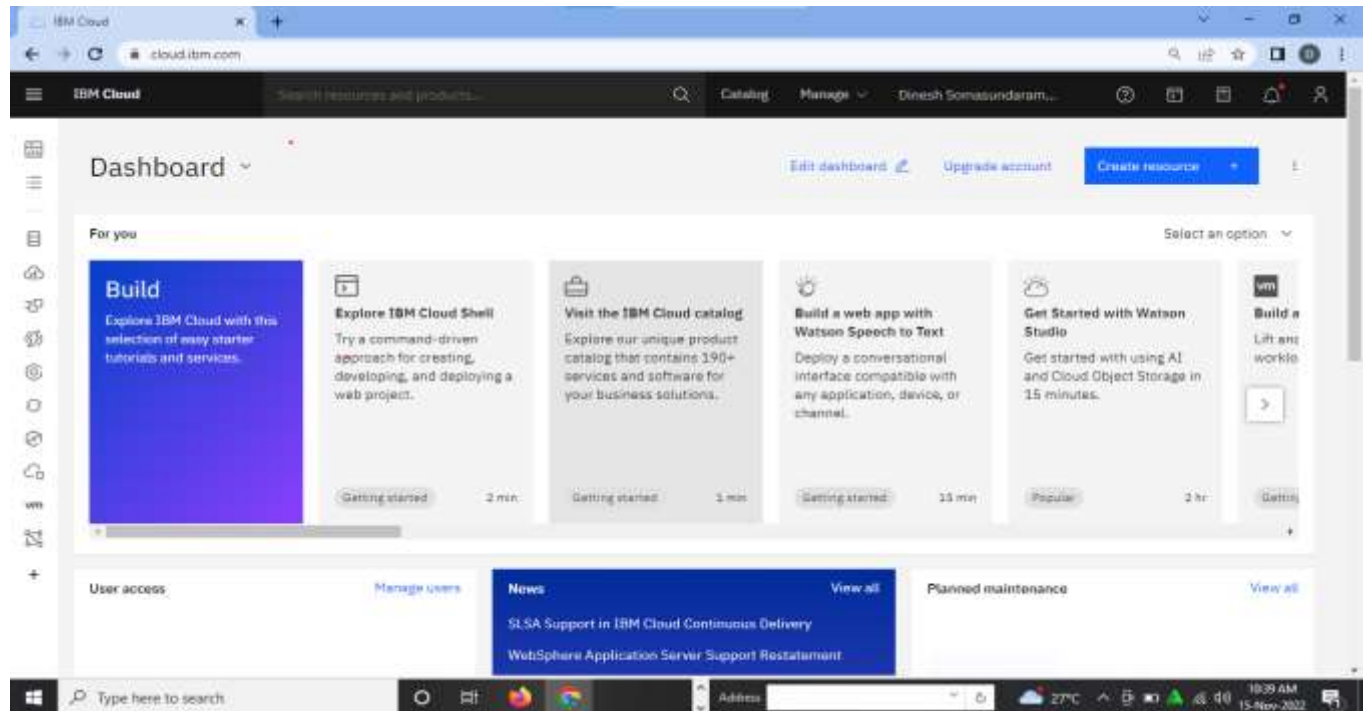 IBM Cloud
cloud.ibm.com
IBM Cloud
Search resources and products...
Catalog
Manage
Dinesh Somasundaram...
Dashboard
Edit dashboard
Upgrade account
Create resource +
For you
Select an option
Build
Explore IBM Cloud with this
selection of easy starter
tutorials and services.
Explore IBM Cloud Shell
Try a command-driven
approach for creating,
developing, and deploying a
web project.
Getting started
2 min
Visit the IBM Cloud catalog
Explore our unique product
catalog that contains 190+
services and software for
your business solutions.
Getting started
1 min
Build a web app with
Watson Speech to Text
Deploy a conversational
interface compatible with
any application, device, or
channel.
Getting started
15 min
Get Started with Watson
Studio
Get started with using AI
and Cloud Object Storage in
15 minutes.
Popular
2 hr
vm
Build a
Lift and
worklo
Getting
vm
User access
Manage users
News
View all
SLSA Support in IBM Cloud Continuous Delivery
WebSphere Application Server Support Restatement
Planned maintenance
View all
Type here to search
Address
27°C
10:39 AM
15-Nov-2022